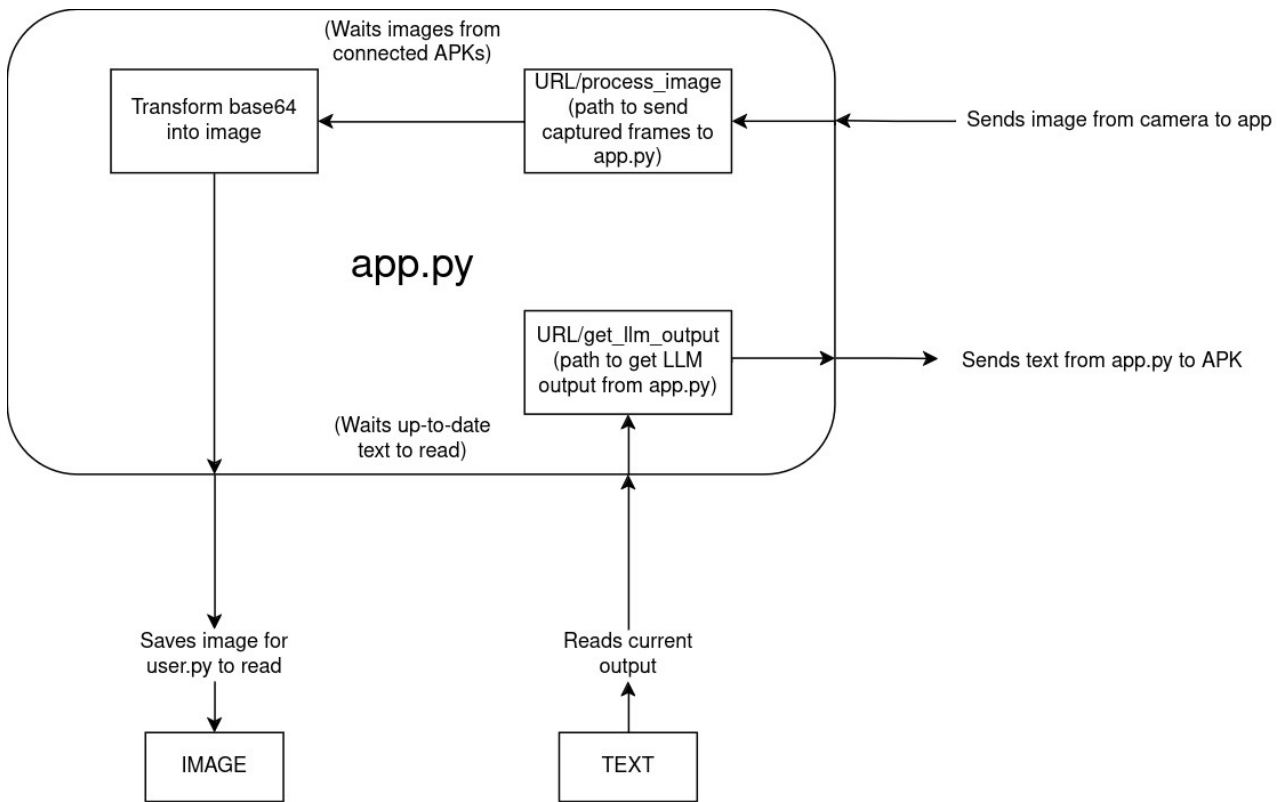 (Waits images from
connected APKs)
Transform base64
into image
URL/process_image
(path to send
captured frames to
app.py)
Sends image from camera to app
app.py
URL/get_llm_output
(path to get LLM
output from app.py)
Sends text from app.py to APK
(Waits up-to-date
text to read)
Saves image for
user.py to read
Reads current
output
IMAGE
TEXT